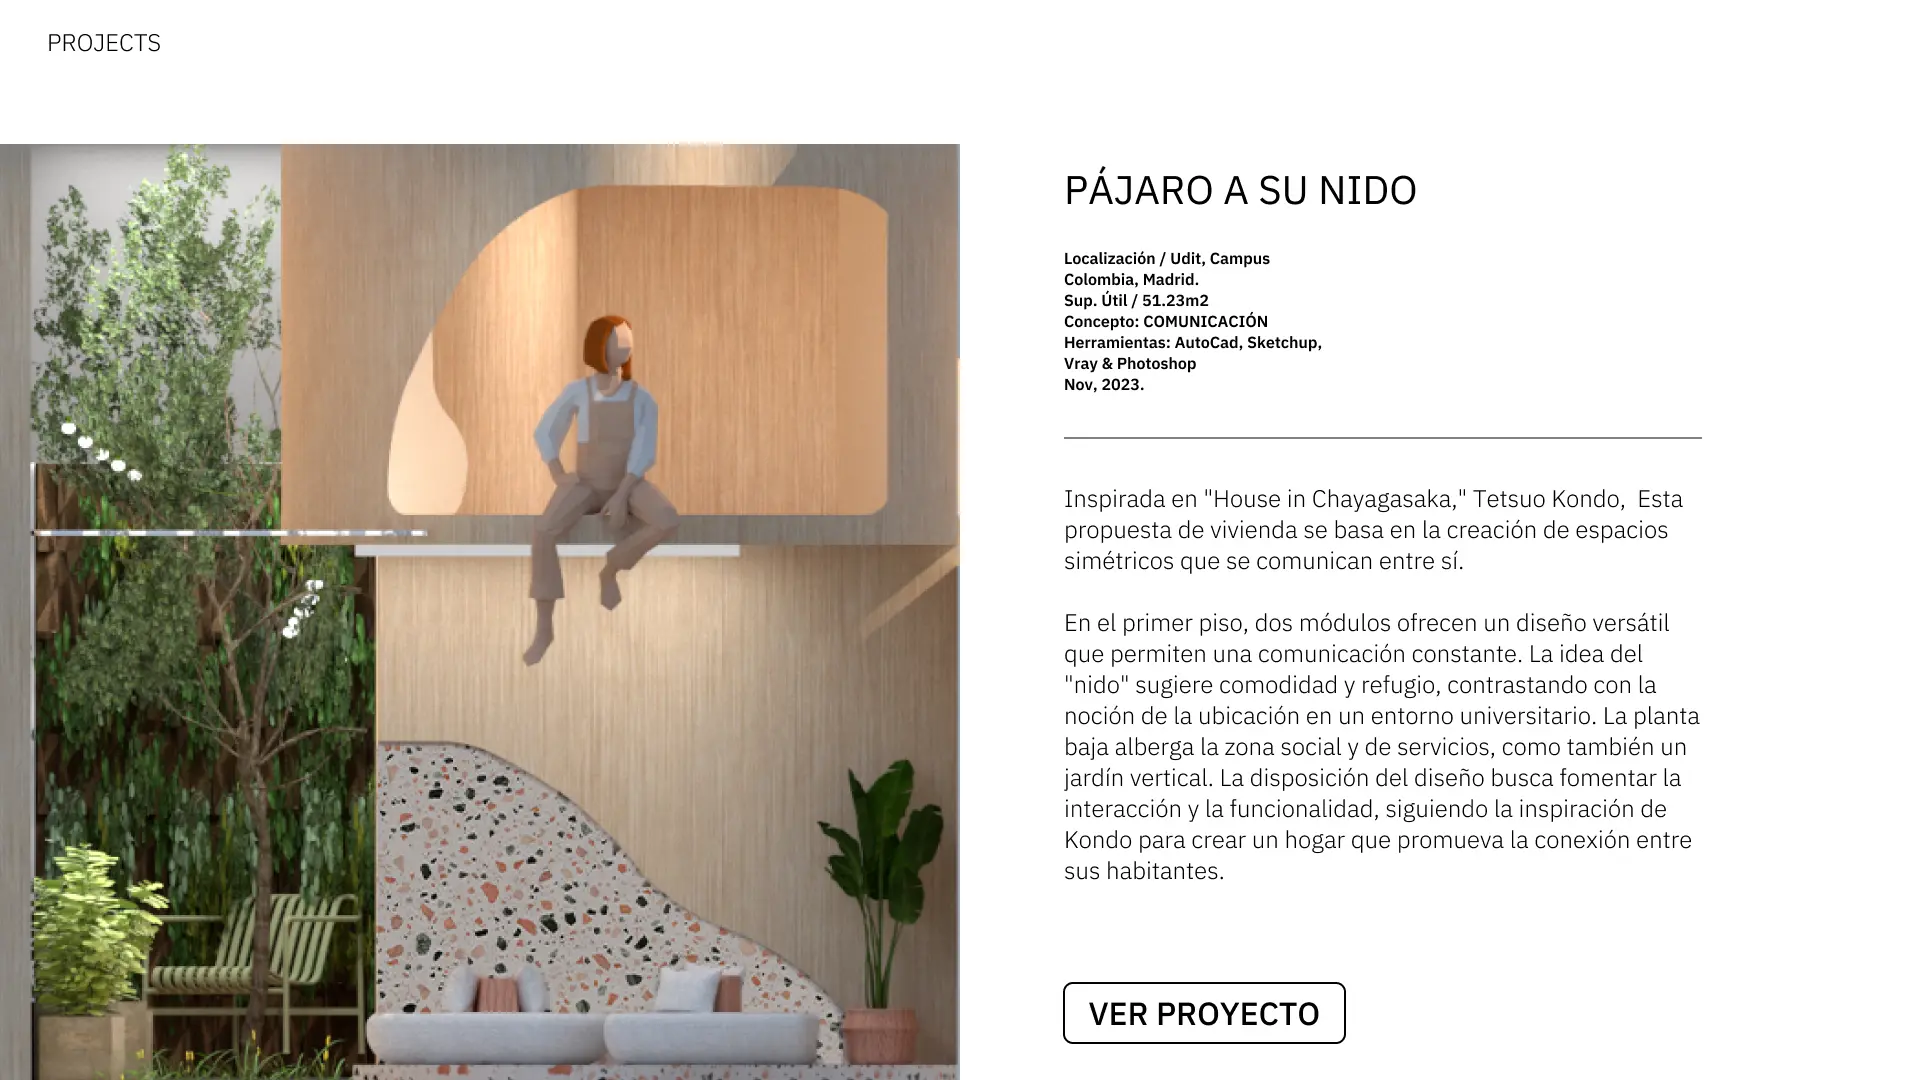 PROJECTS
PÁJARO A SU NIDO
Localización / Udit, Campus
Colombia, Madrid.
Sup. Útil / 51.23m2
Concepto: COMUNICACIÓN
Herramientas: AutoCad, Sketchup,
Vray & Photoshop
Nov, 2023.
Inspirada en "House in Chayagasaka," Tetsuo Kondo,  Esta
propuesta de vivienda se basa en la creación de espacios
simétricos que se comunican entre sí.
En el primer piso, dos módulos ofrecen un diseño versátil
que permiten una comunicación constante. La idea del
"nido" sugiere comodidad y refugio, contrastando con la
noción de la ubicación en un entorno universitario. La planta
baja alberga la zona social y de servicios, como también un
jardín vertical. La disposición del diseño busca fomentar la
interacción y la funcionalidad, siguiendo la inspiración de
Kondo para crear un hogar que promueva la conexión entre
sus habitantes.
VER PROYECTO